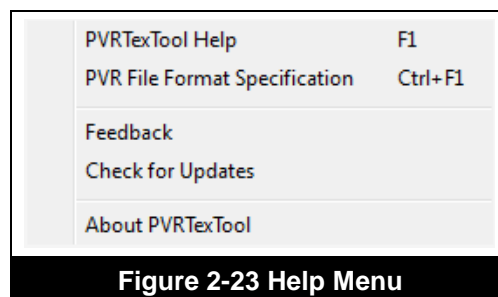 PVRTexTool Help F1
PVR File Format Specification Ctrl+F1
Feedback
Check for Updates
About PVRTexTool
Figure 2-23 Help Menu